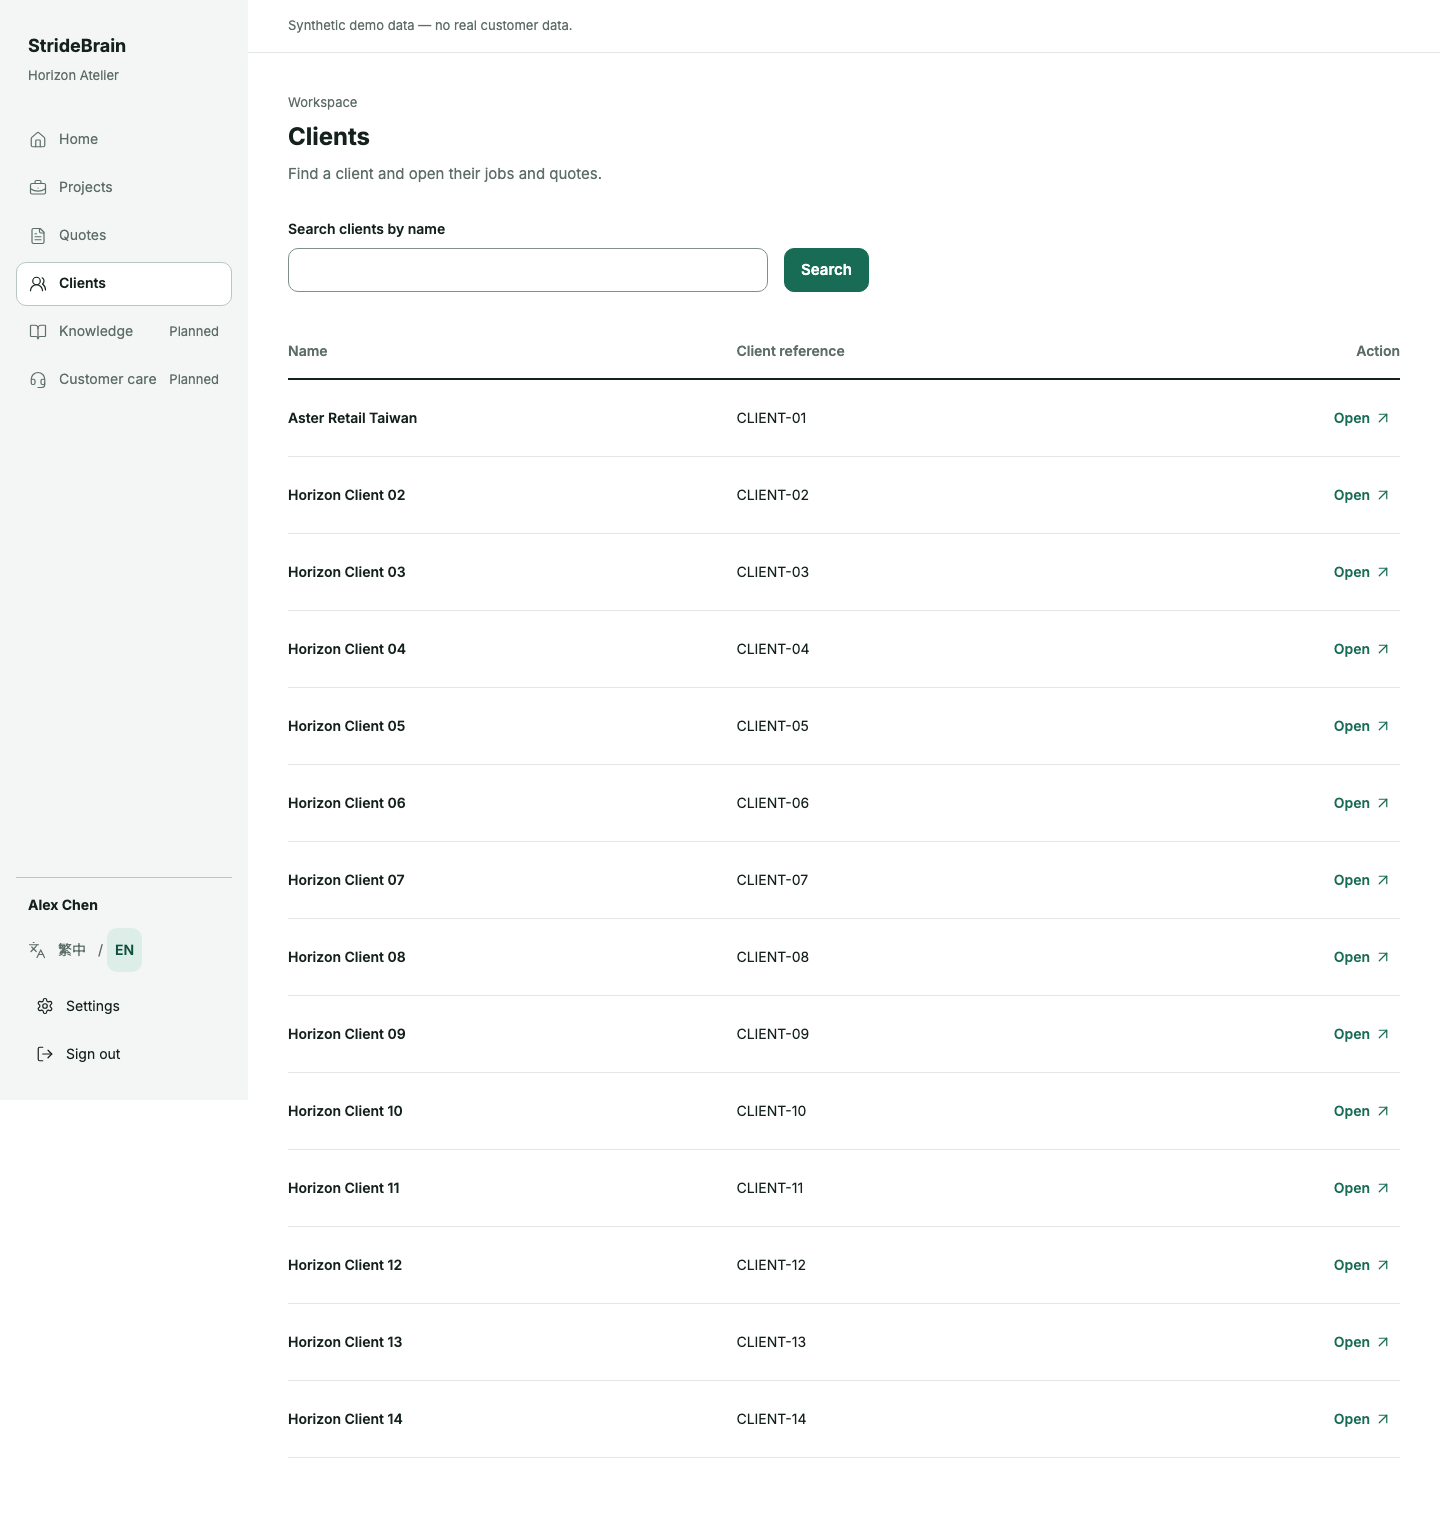 StrideBrain
Horizon Atelier
Home
Projects
Quotes
Clients
Knowledge Planned
Customer care Planned
Alex Chen
繁中 / EN
Settings
Sign out
Synthetic demo data — no real customer data.
Workspace
Clients
Find a client and open their jobs and quotes.
Search clients by name
Search
Name Client reference Action
Aster Retail Taiwan CLIENT-01 Open
Horizon Client 02 CLIENT-02 Open
Horizon Client 03 CLIENT-03 Open
Horizon Client 04 CLIENT-04 Open
Horizon Client 05 CLIENT-05 Open
Horizon Client 06 CLIENT-06 Open
Horizon Client 07 CLIENT-07 Open
Horizon Client 08 CLIENT-08 Open
Horizon Client 09 CLIENT-09 Open
Horizon Client 10 CLIENT-10 Open
Horizon Client 11 CLIENT-11 Open
Horizon Client 12 CLIENT-12 Open
Horizon Client 13 CLIENT-13 Open
Horizon Client 14 CLIENT-14 Open